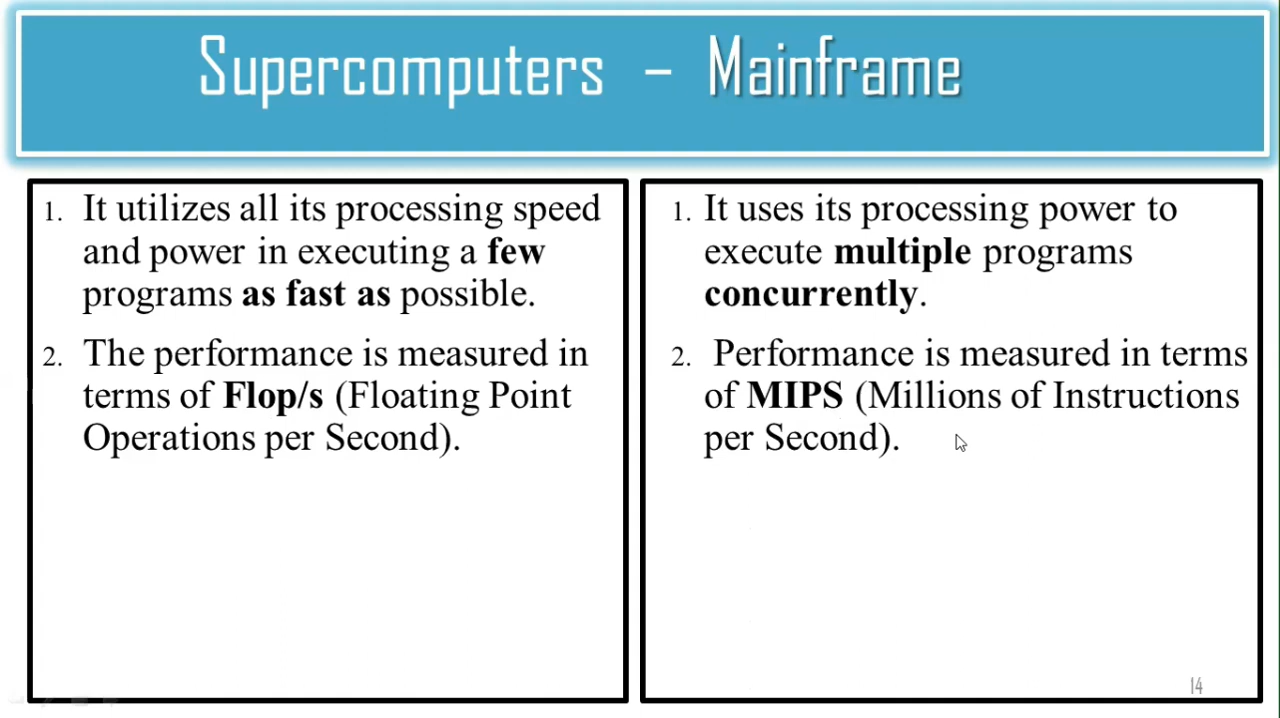 Supercomputers – Mainframe
1. It utilizes all its processing speed
and power in executing a few
programs as fast as possible.
2. The performance is measured in
terms of Flop/s (Floating Point
Operations per Second).
1. It uses its processing power to
execute multiple programs
concurrently.
2. Performance is measured in terms
of MIPS (Millions of Instructions
per Second).
14